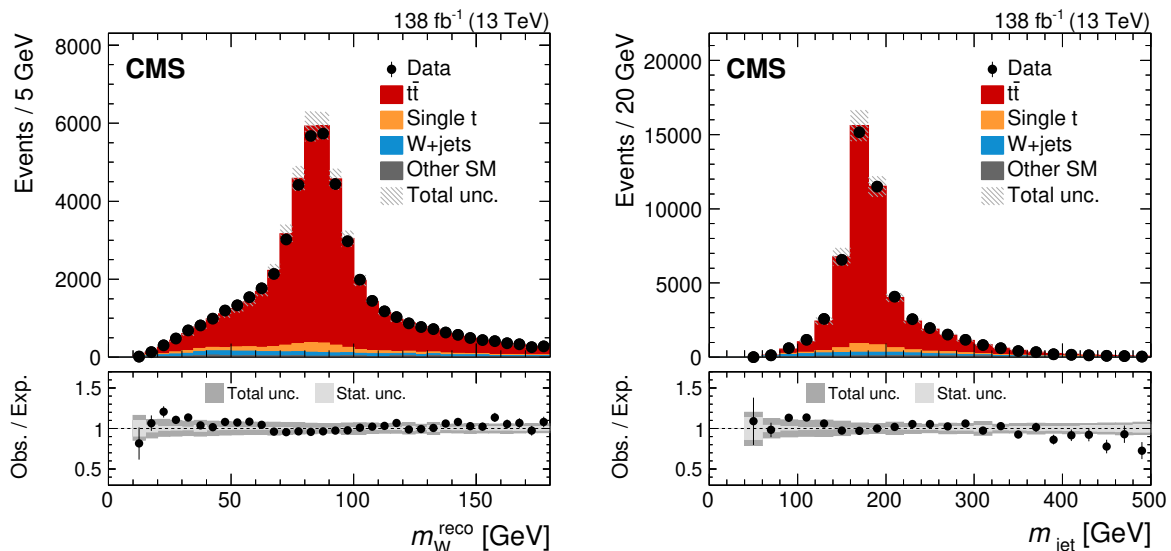 138 fb⁻¹ (13 TeV)
Events / 5 GeV
8000
6000
4000
2000
0
CMS
Data
tt̄
Single t
W+jets
Other SM
Total unc.
Obs. / Exp.
1.5
1
0.5
Total unc.
Stat. unc.
0
50
100
150
m_W^reco [GeV]
138 fb⁻¹ (13 TeV)
Events / 20 GeV
20000
15000
10000
5000
0
CMS
Data
tt̄
Single t
W+jets
Other SM
Total unc.
Obs. / Exp.
1.5
1
0.5
Total unc.
Stat. unc.
0
100
200
300
400
500
m_jet [GeV]